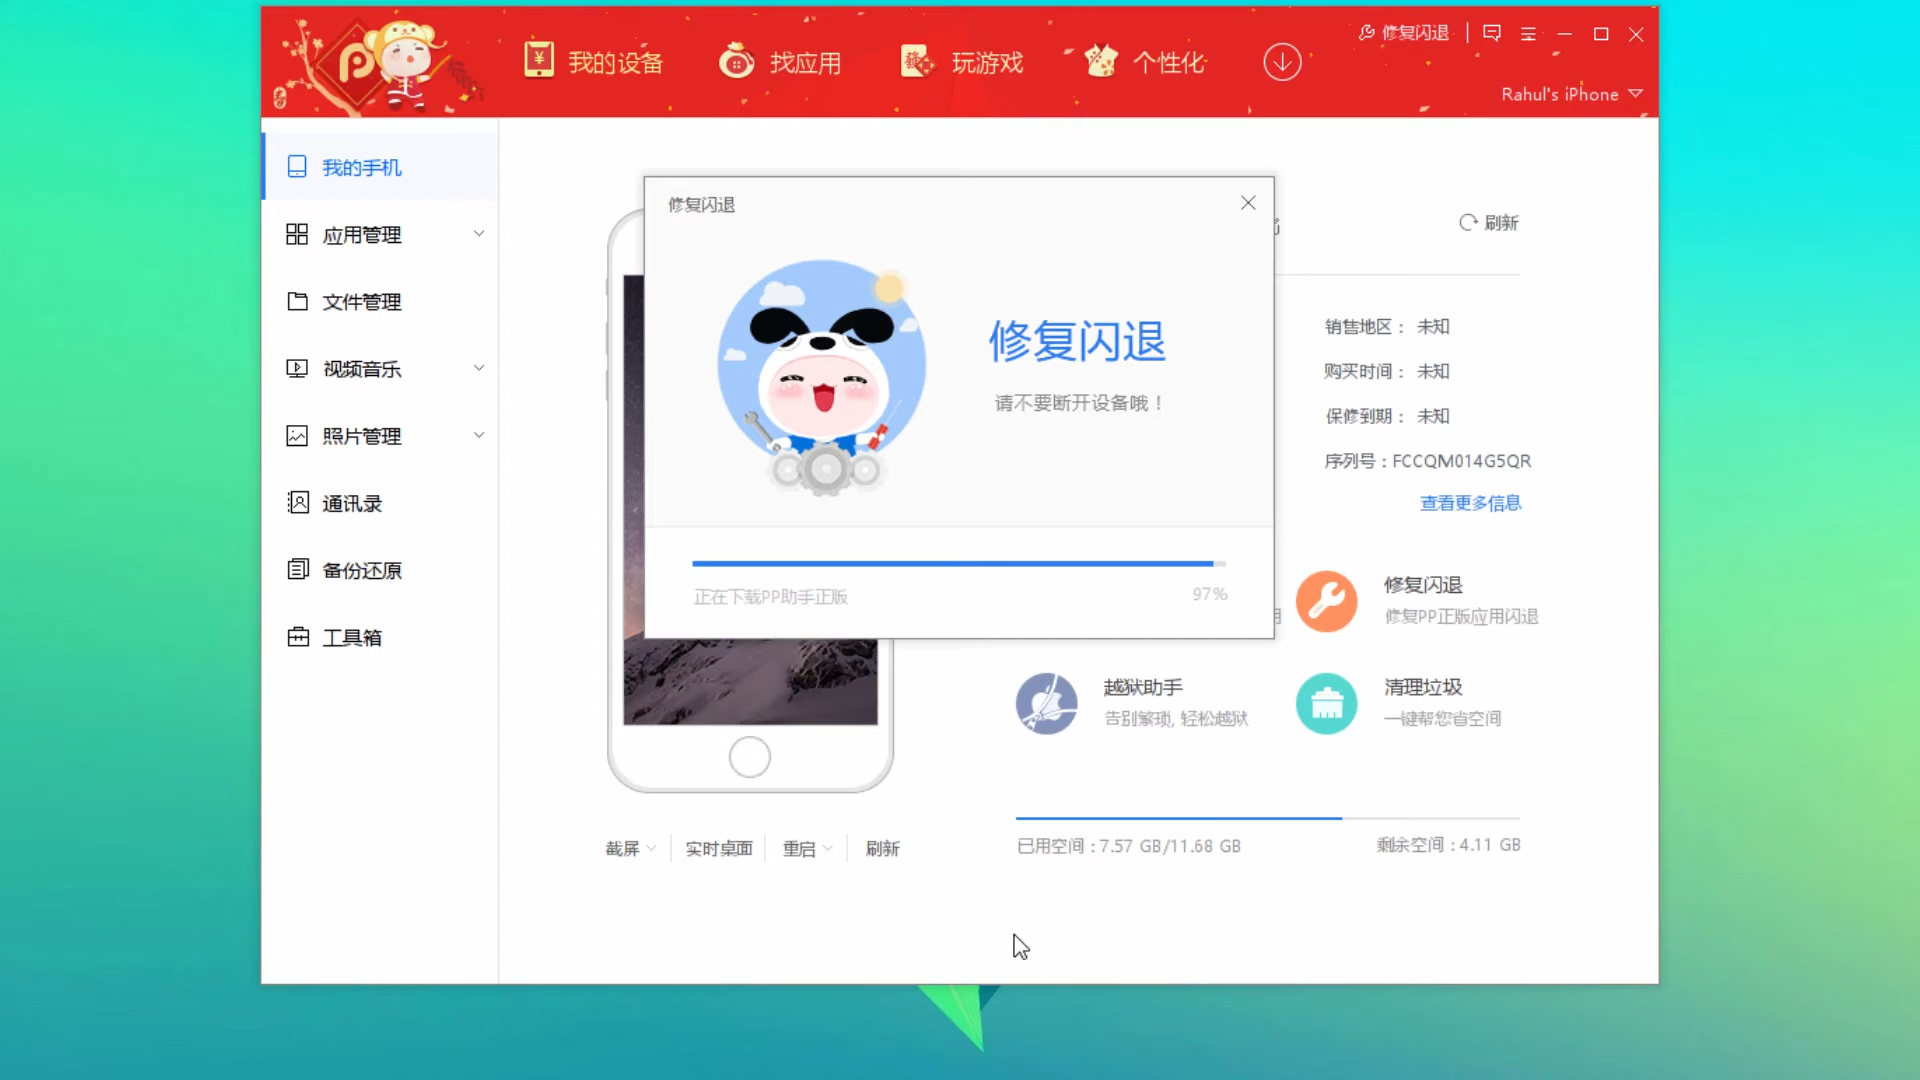 修复闪退
我的设备
找应用
玩游戏
个性化
Rahul's iPhone
我的手机
应用管理
文件管理
视频音乐
照片管理
通讯录
备份还原
工具箱
修复闪退
修复闪退
请不要断开设备哦！
正在下载PP助手正版
97%
刷新
销售地区： 未知
购买时间： 未知
保修到期： 未知
序列号：FCCQM014G5QR
查看更多信息
修复闪退
修复PP正版应用闪退
越狱助手
告别繁琐, 轻松越狱
清理垃圾
一键帮您省空间
截屏
实时桌面
重启
刷新
已用空间：7.57 GB/11.68 GB
剩余空间：4.11 GB